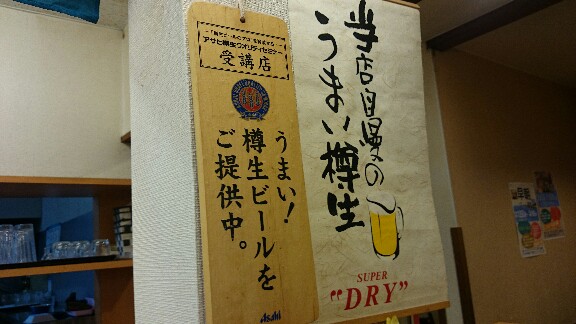 アサヒ樽生クオリティセミナー
受講店
うまい!
樽生ビールを
ご提供中。
Asahi
当店自慢の
うまい樽生
SUPER
"DRY"